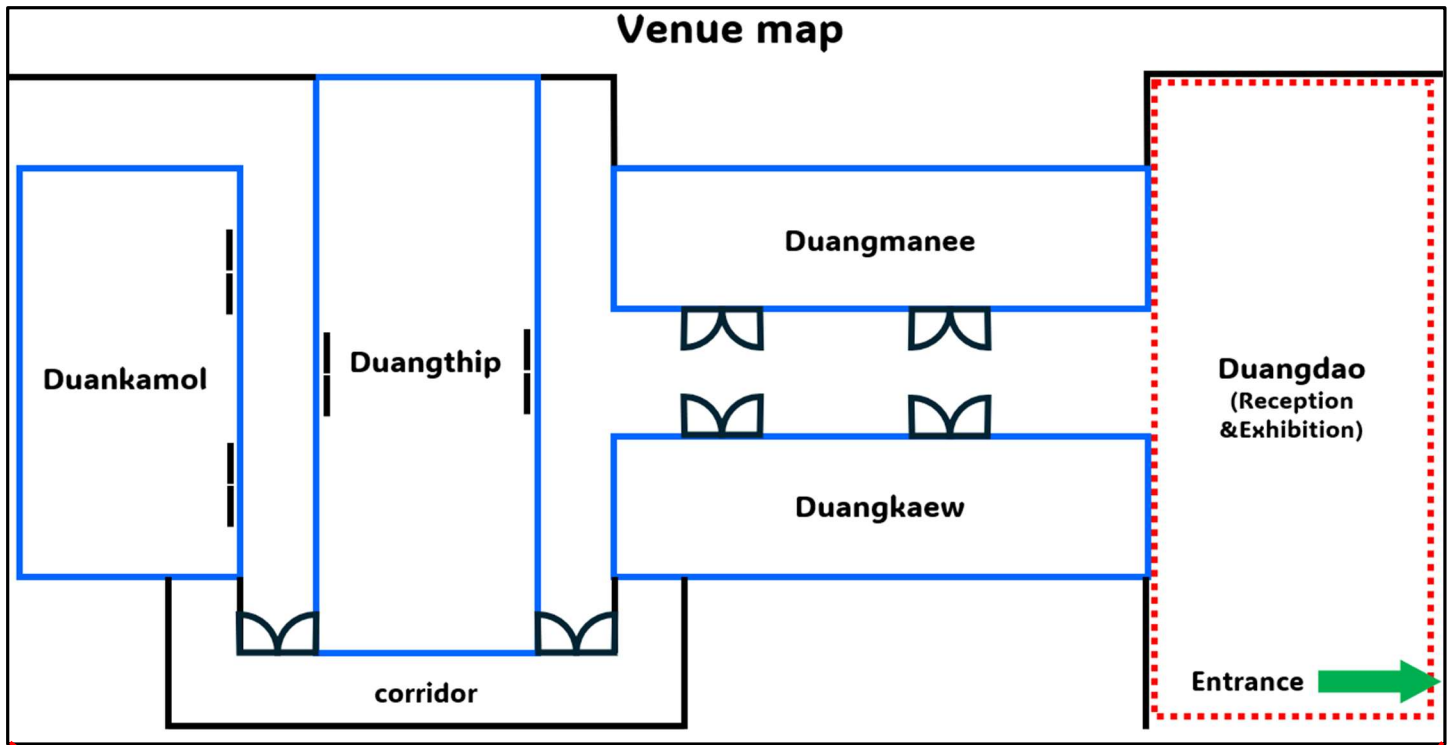 Venue map
Duangmanee
Duankamol
Duangthip
Duangdao
(Reception
&Exhibition)
Duangkaew
Entrance
corridor